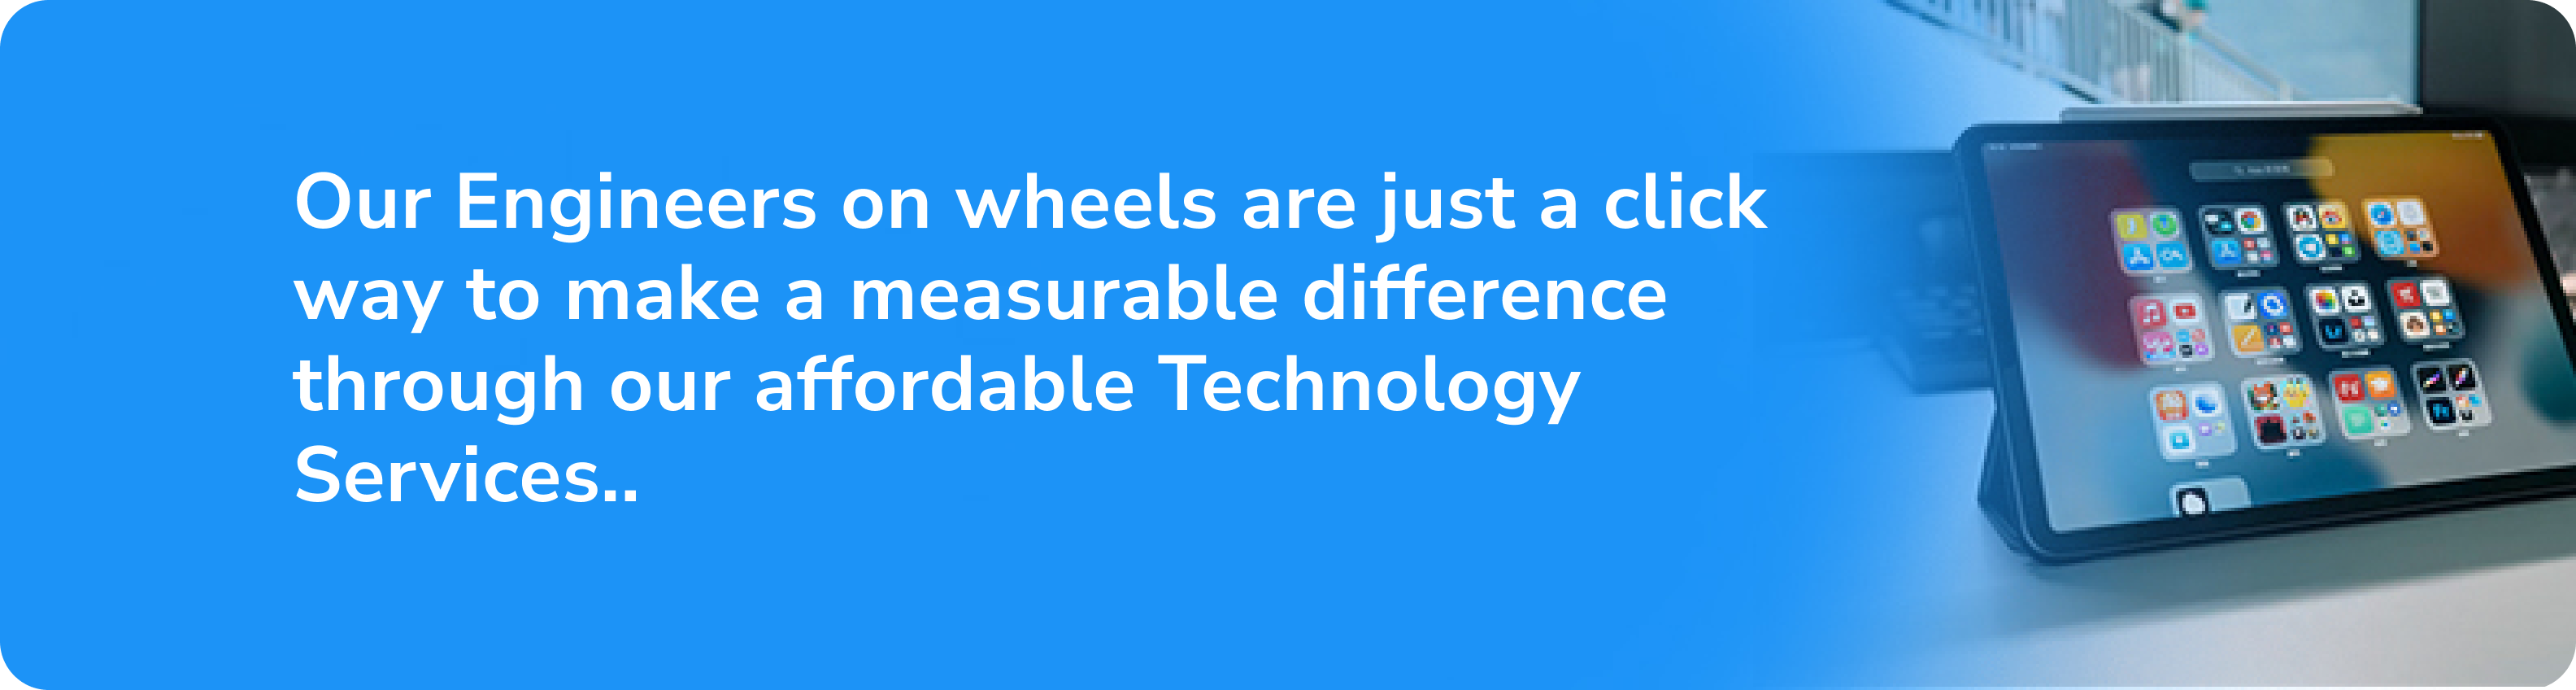 Our Engineers on wheels are just a click
way to make a measurable difference
through our affordable Technology
Services..